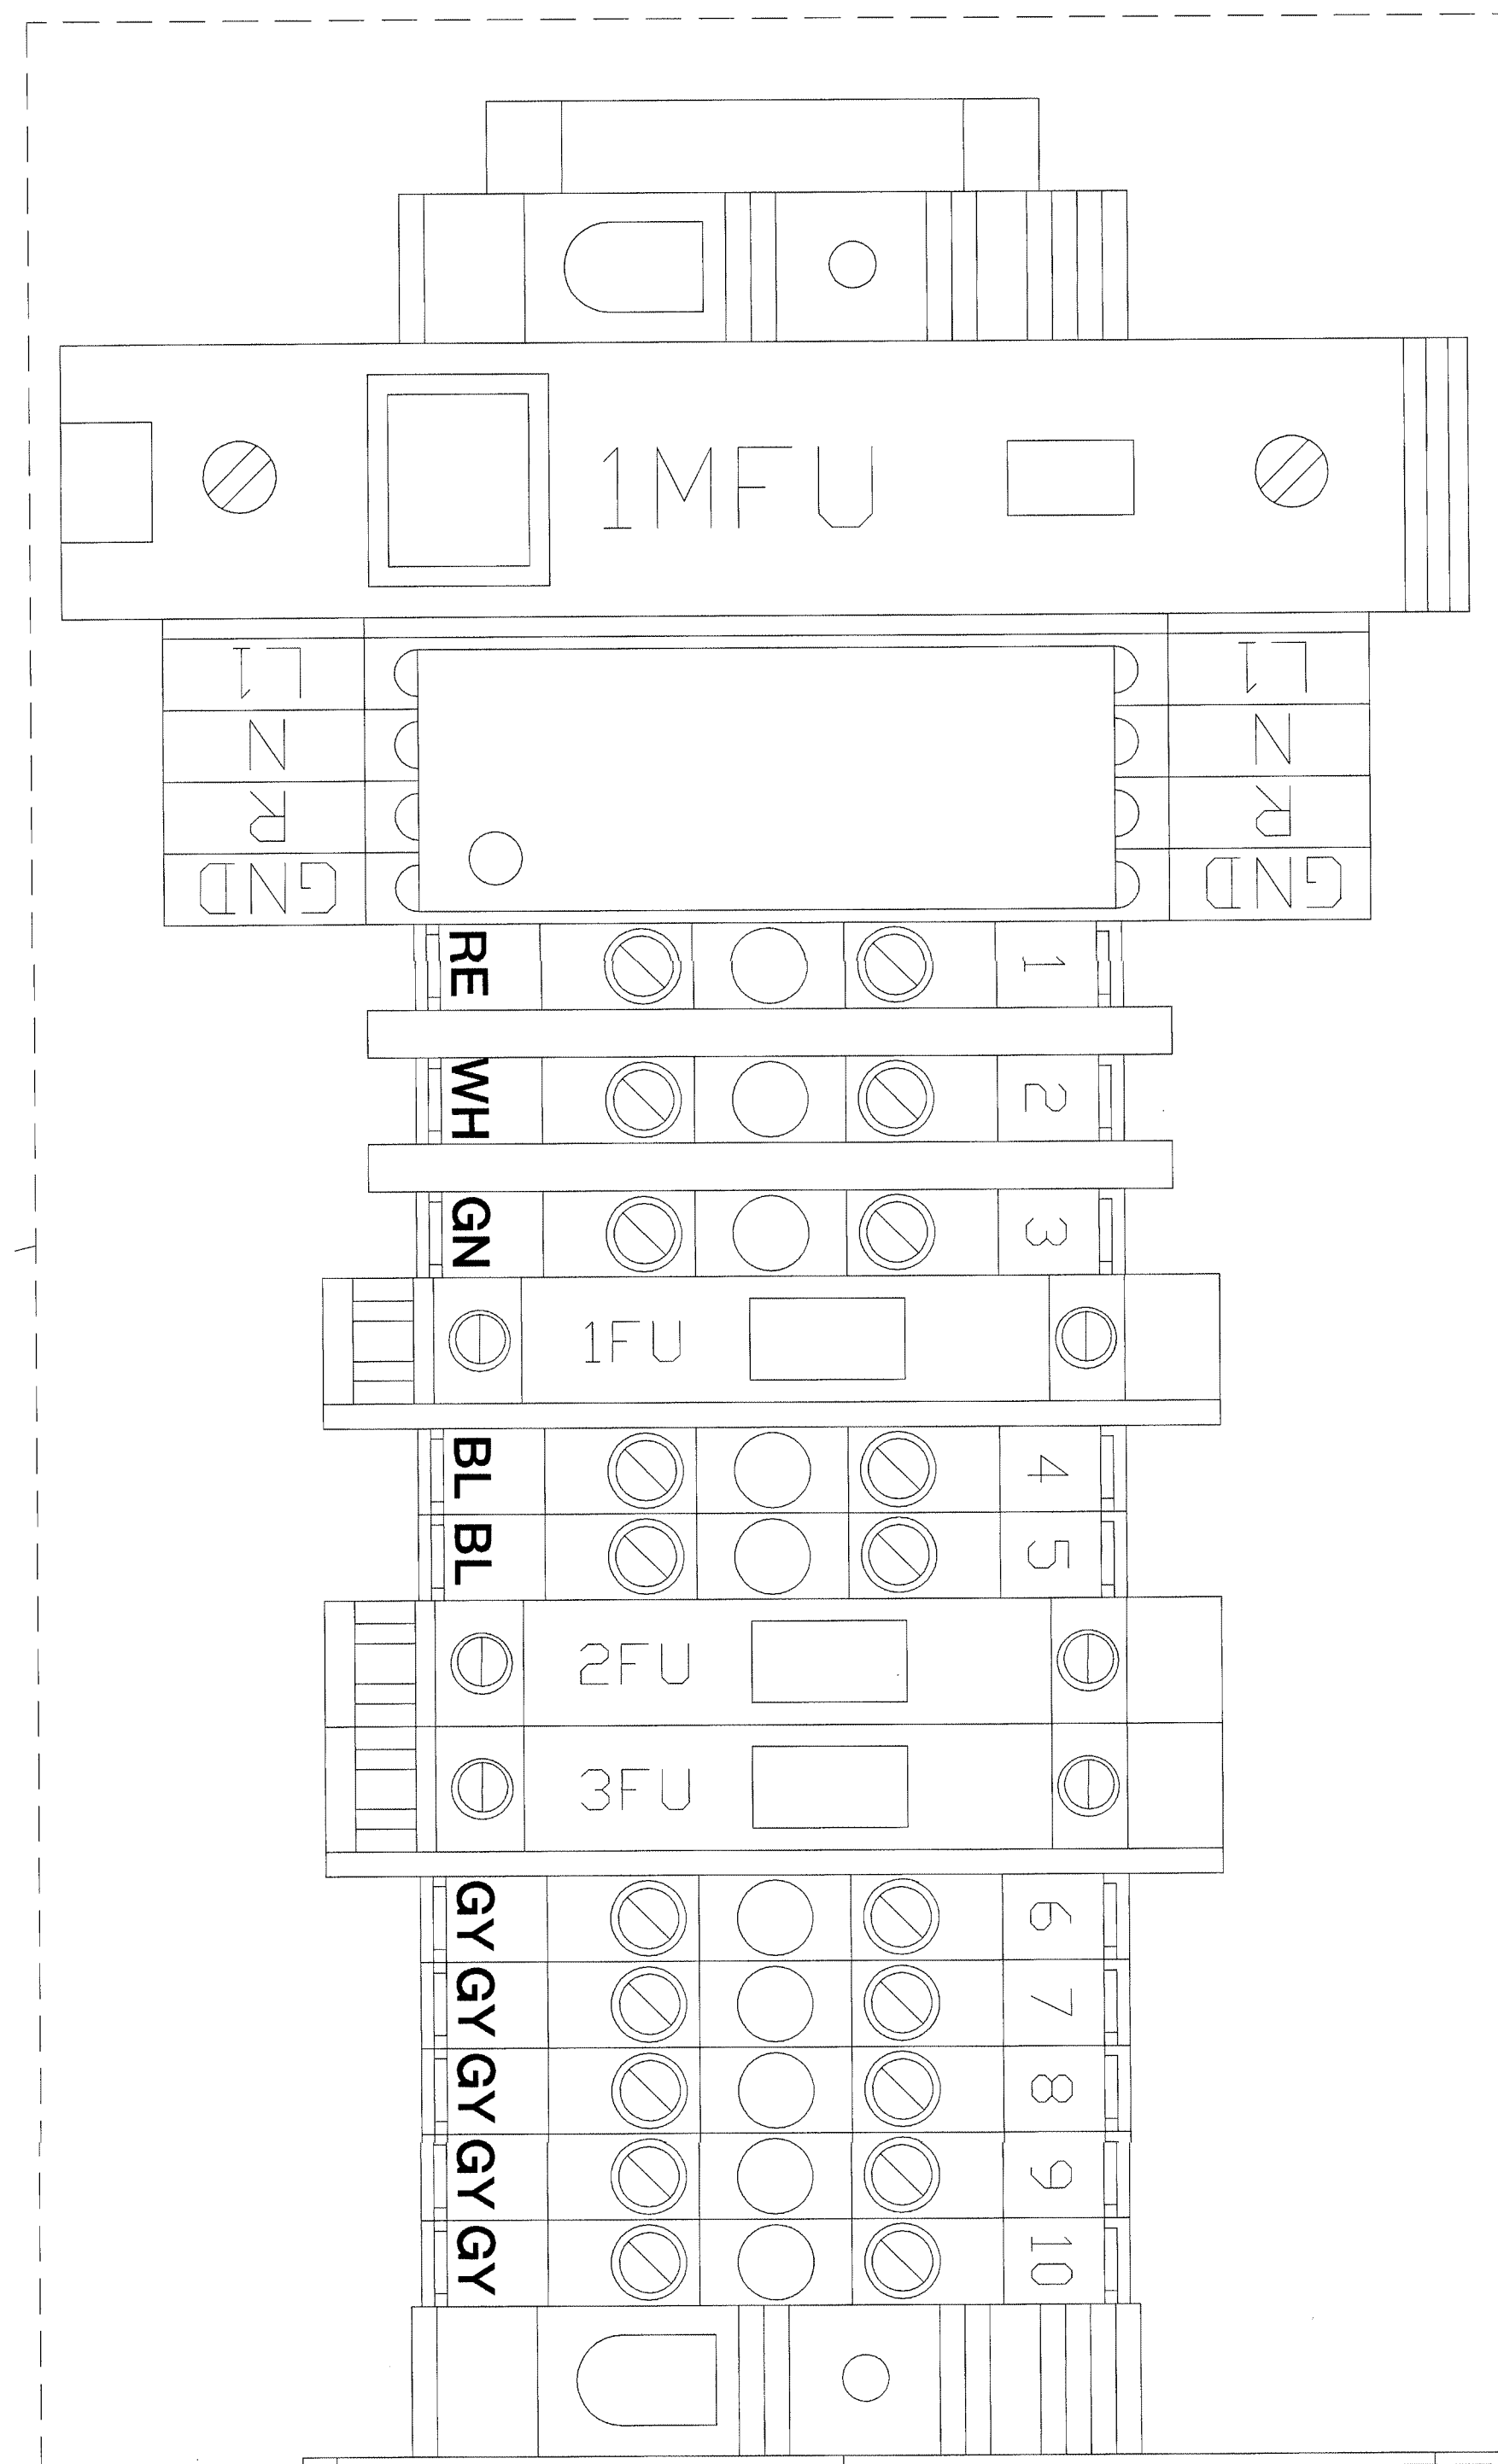 1MFU
L1 L1
N N
R R
GND GND
RE 1
WH 2
GN 3
1FU
BL 4
BL 5
2FU
3FU
GY 6
GY 7
GY 8
GY 9
GY 10